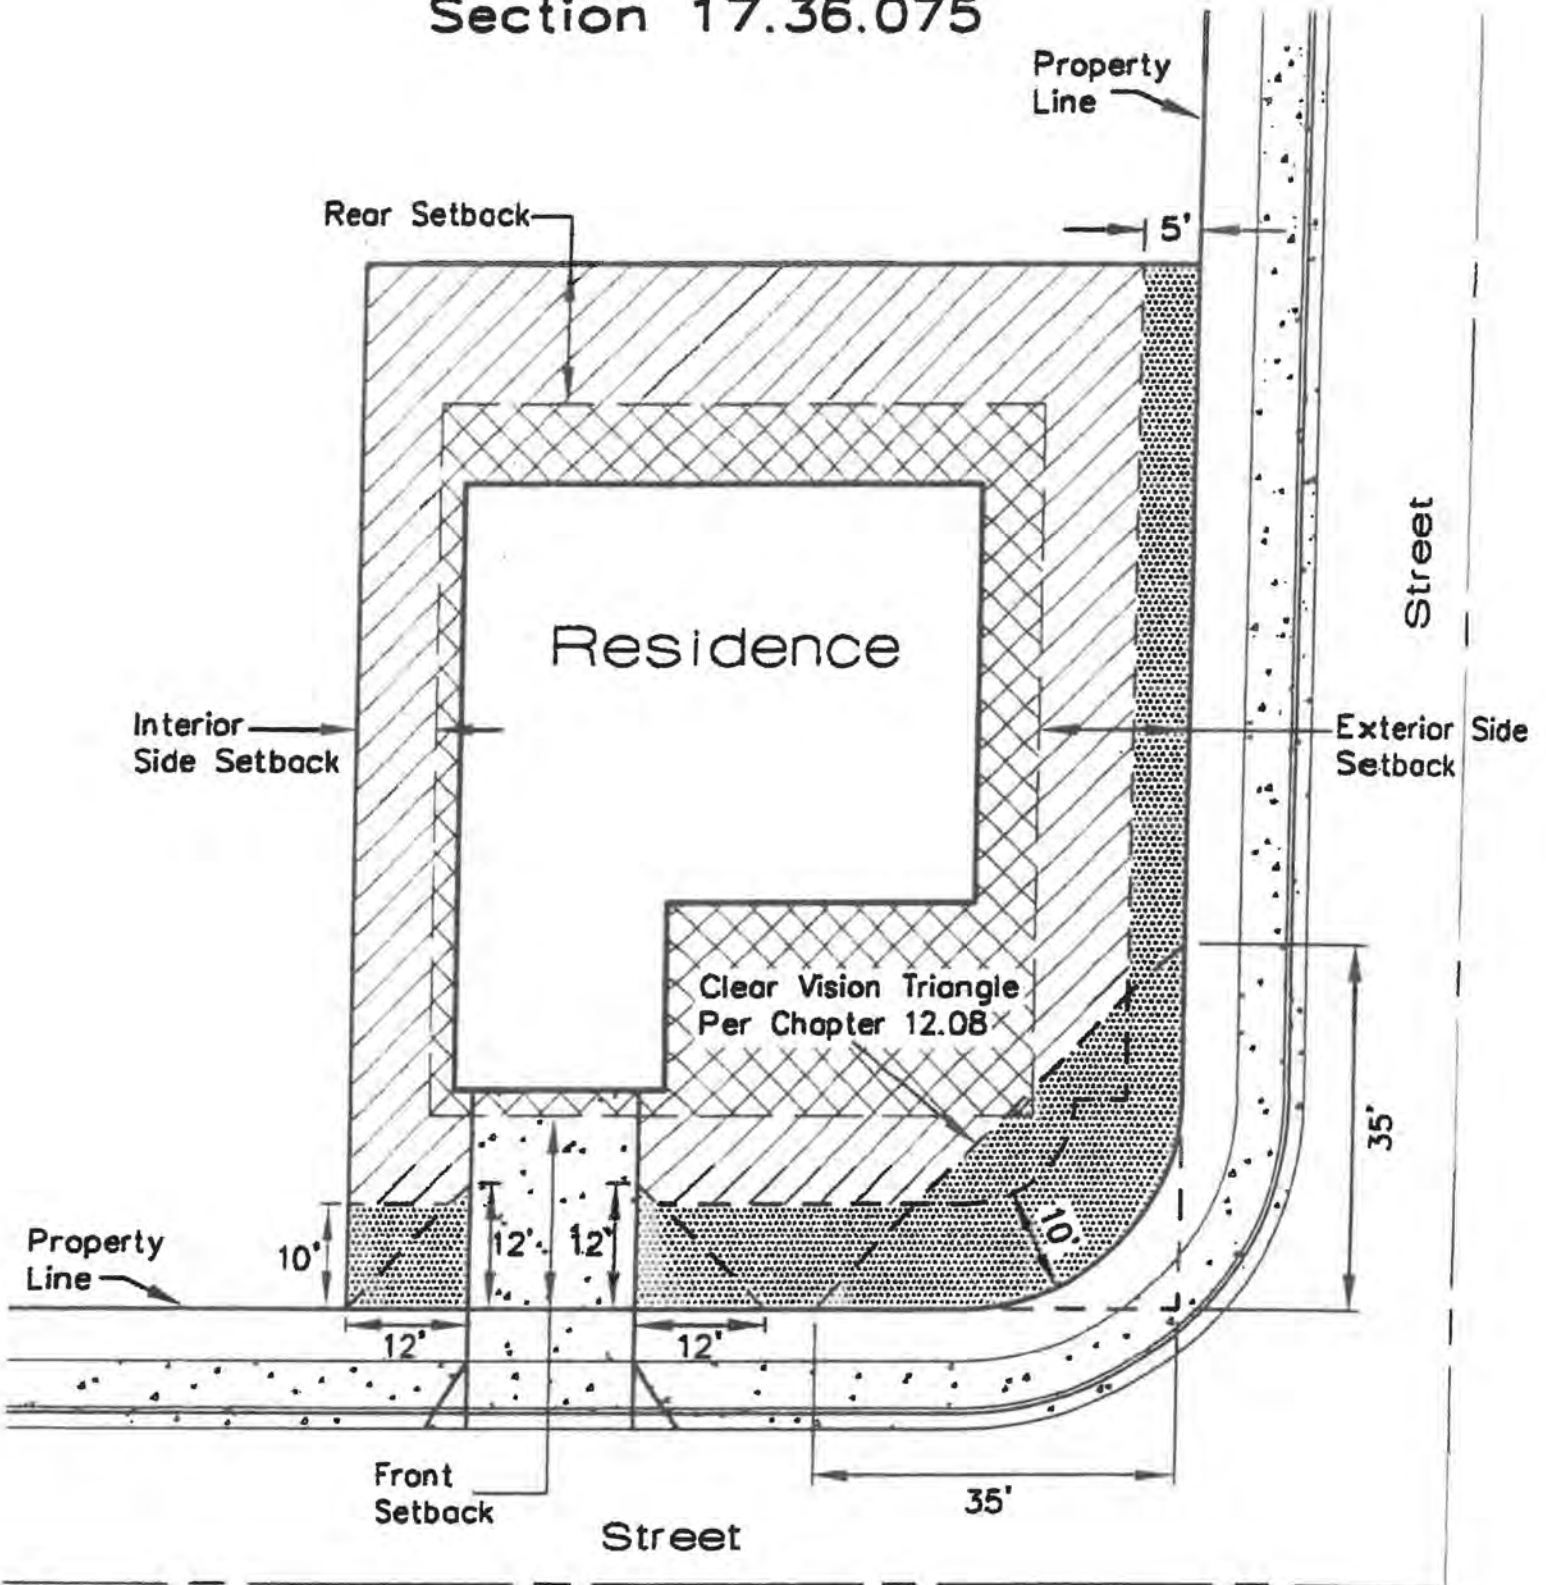 Section 17.36.075
Property
Line
Rear Setback
5'
Residence
Street
Interior
Side Setback
Exterior Side
Setback
Clear Vision Triangle
Per Chapter 12.08
35'
Property
Line
10'
12'
12'
10'
12'
12'
35'
Front
Setback
Street